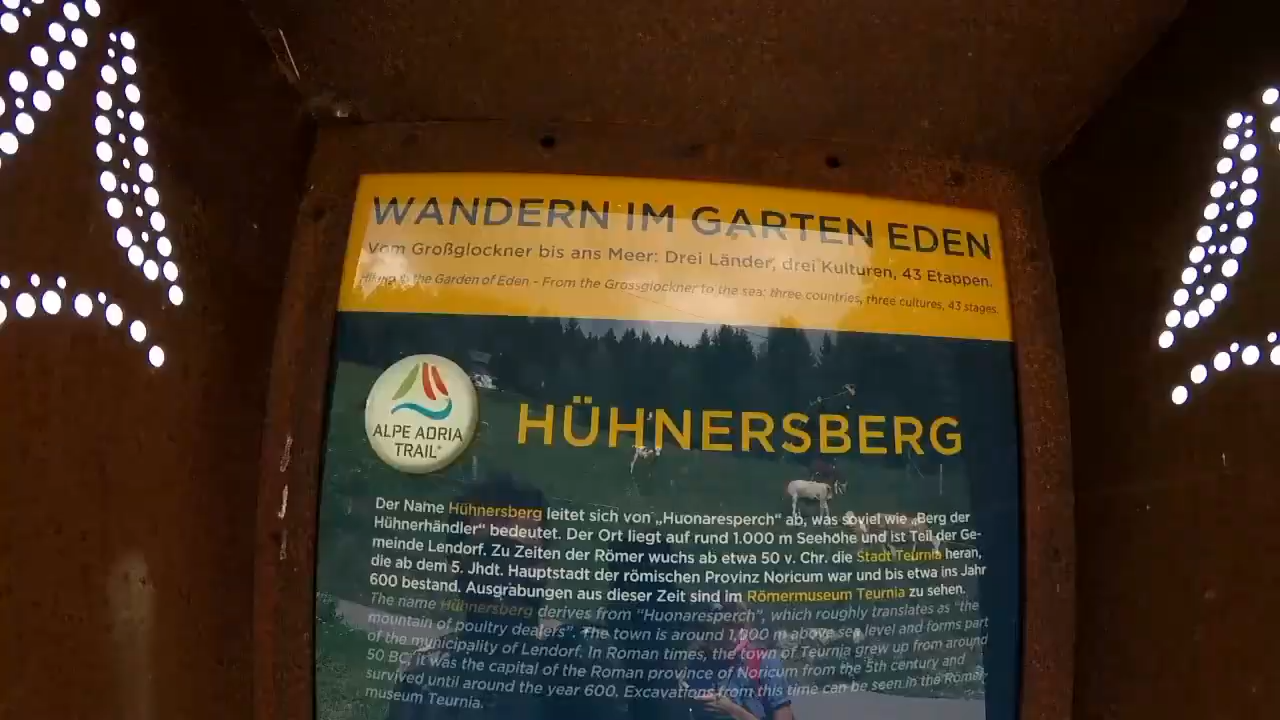 WANDERN IM GARTEN EDEN
Vom Großglockner bis ans Meer: Drei Länder, drei Kulturen, 43 Etappen.
Hiking in the Garden of Eden - From the Grossglockner to the sea: three countries, three cultures, 43 stages.
ALPE ADRIA
TRAIL®
HÜHNERSBERG
Der Name Hühnersberg leitet sich von „Huonaresperch" ab, was soviel wie „Berg der
Hühnerhändler" bedeutet. Der Ort liegt auf rund 1.000 m Seehöhe und ist Teil der Ge-
meinde Lendorf. Zu Zeiten der Römer wuchs ab etwa 50 v. Chr. die Stadt Teurnia heran,
die ab dem 5. Jhdt. Hauptstadt der römischen Provinz Noricum war und bis etwa ins Jahr
600 bestand. Ausgrabungen aus dieser Zeit sind im Römermuseum Teurnia zu sehen.
The name Hühnersberg derives from "Huonaresperch", which roughly translates as "the
mountain of poultry dealers". The town is around 1,000 m above sea level and forms part
of the municipality of Lendorf. In Roman times, the town of Teurnia grew up from around
50 BC; it was the capital of the Roman province of Noricum from the 5th century and
survived until around the year 600. Excavations from this time can be seen in the Römer-
museum Teurnia.